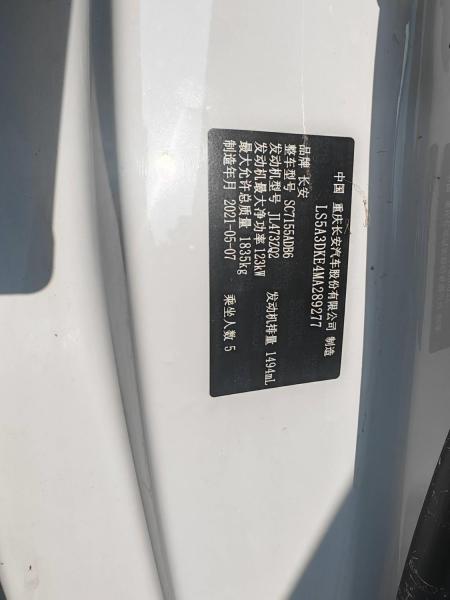 中国 重庆长安汽车股份有限公司 制造
LS5A3DKE4MA289277
品牌 长安
整车型号 SC7155ADB6
发动机型号 JL473ZQ2 发动机排量 1494mL
发动机最大净功率 123kW
最大允许总质量 1835kg
制造年月 2021-05-07 乘坐人数 5